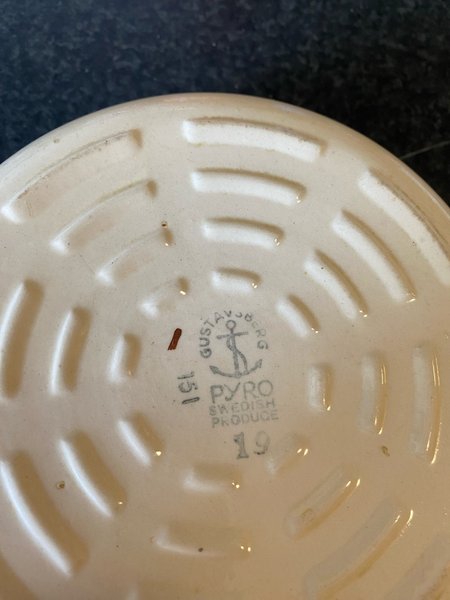 GUSTAVSBERG
PYRO
SWEDISH
PRODUCE
19
151